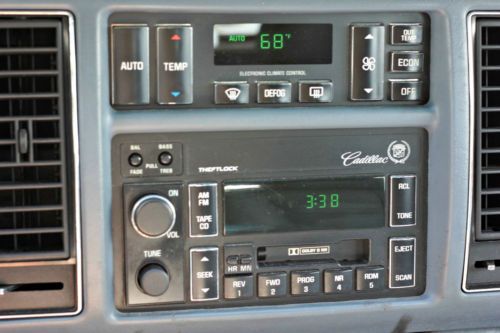 AUTO
TEMP
AUTO 68°F
ELECTRONIC CLIMATE CONTROL
DEFOG
OUT TEMP
ECON
OFF
BAL BASS
PULL
FADE TREB
THEFTLOCK
Cadillac
ON
VOL
TUNE
AM
FM
TAPE
CD
SEEK
3:38
RCL
TONE
HR MN
DOLBY B NR
EJECT
SCAN
REV
1
FWD
2
PROG
3
NR
4
RDM
5